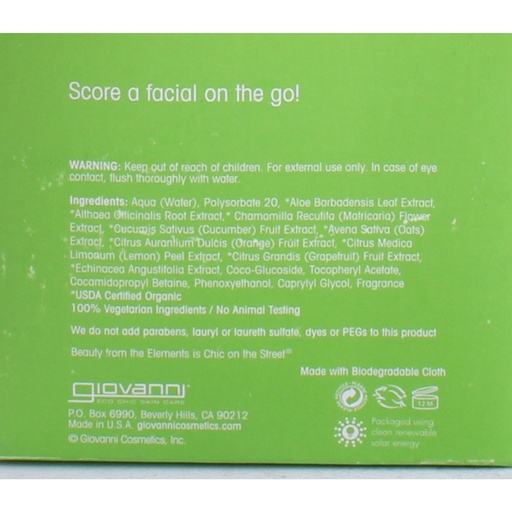 Score a facial on the go!
WARNING: Keep out of reach of children. For external use only. In case of eye
contact, flush thoroughly with water.
Ingredients: Aqua (Water), Polysorbate 20, *Aloe Barbadensis Leaf Extract,
*Althaea Officinalis Root Extract,* Chamomilla Recutita (Matricaria) Flower
Extract, *Cucumis Sativus (Cucumber) Fruit Extract, *Avena Sativa (Oats)
Extract, *Citrus Aurantium Dulcis (Orange) Fruit Extract, *Citrus Medica
Limosum (Lemon) Peel Extract, *Citrus Grandis (Grapefruit) Fruit Extract,
*Echinacea Angustifolia Extract, Coco-Glucoside, Tocopheryl Acetate,
Cocamidopropyl Betaine, Phenoxyethanol, Caprylyl Glycol, Fragrance
*USDA Certified Organic
100% Vegetarian Ingredients / No Animal Testing
We do not add parabens, lauryl or laureth sulfate, dyes or PEGs to this product
Beauty from the Elements is Chic on the Street®
Made with Biodegradable Cloth
giovanni®
ECO CHIC SKIN CARE
12 M
P.O. Box 6990, Beverly Hills, CA 90212
Made in U.S.A. giovannicosmetics.com
© Giovanni Cosmetics, Inc.
Packaged using
clean renewable
solar energy